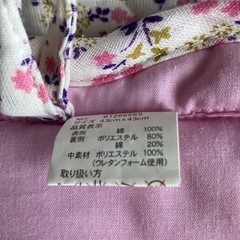 サイズ 43cm×43cm
品質表示
表側 綿 100%
裏側 ポリエステル 80%
綿 20%
中素材 ポリエステル 100%
(ウレタンフォーム使用)
取り扱い方